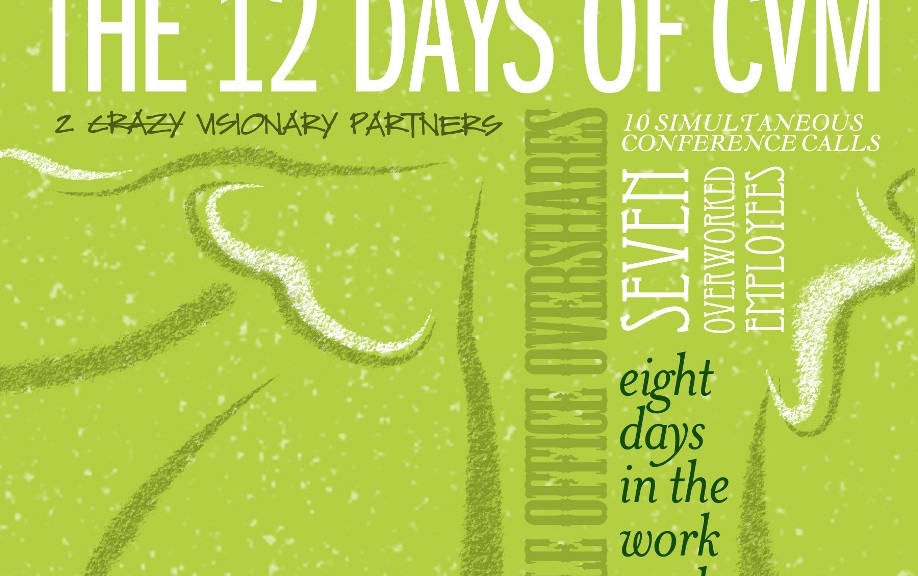 THE 12 DAYS OF CVM
2 CRAZY VISIONARY PARTNERS
OFFICE OVERSHARES
10 SIMULTANEOUS
CONFERENCE CALLS
SEVEN
OVERWORKED
EMPLOYEES
eight
days
in the
work